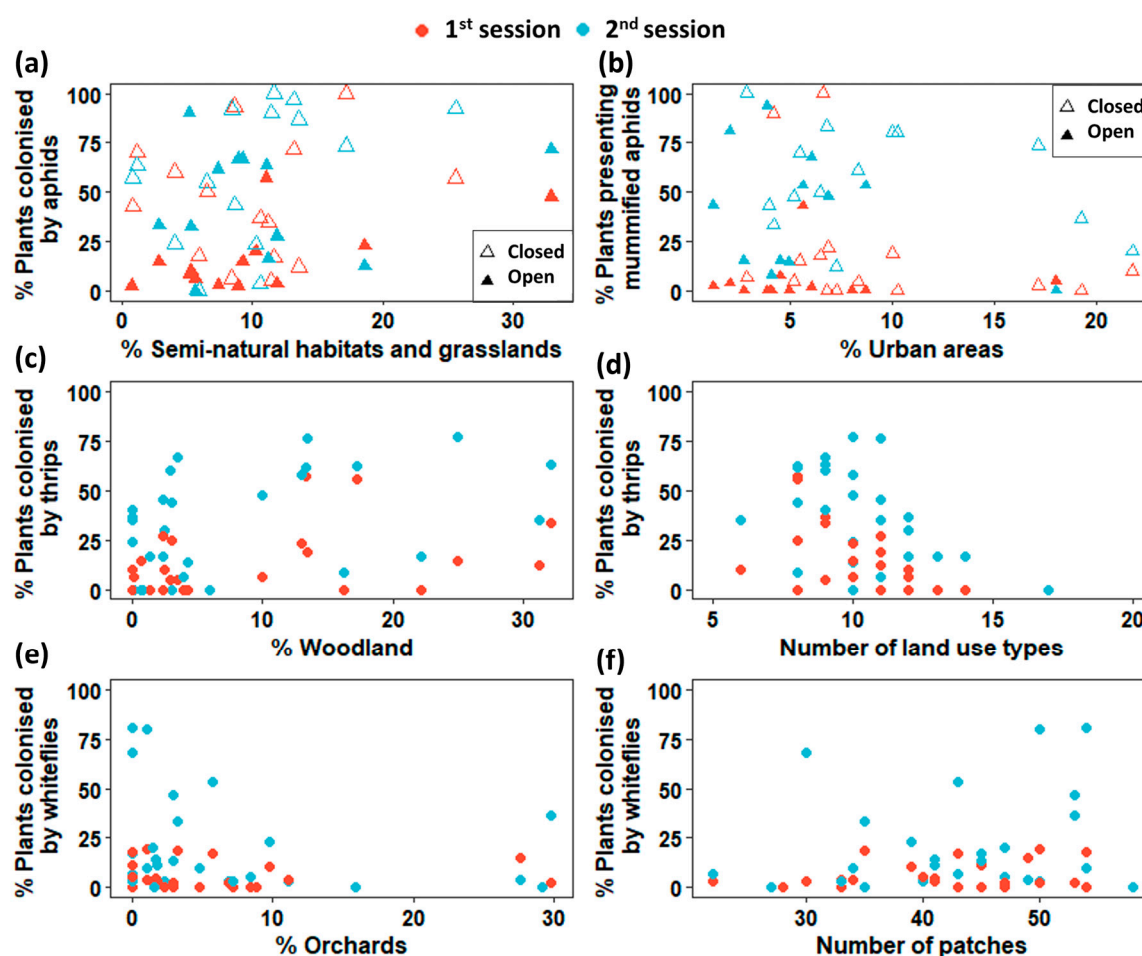 1st session 2nd session
(a)
% Plants colonised
by aphids
100
75
50
25
0
Closed
Open
0 10 20 30
% Semi-natural habitats and grasslands
(b)
% Plants presenting
mummified aphids
100
75
50
25
0
Closed
Open
5 10 15 20
% Urban areas
(c)
% Plants colonised
by thrips
100
75
50
25
0
0 10 20 30
% Woodland
(d)
% Plants colonised
by thrips
100
75
50
25
0
5 10 15 20
Number of land use types
(e)
% Plants colonised
by whiteflies
100
75
50
25
0
0 10 20 30
% Orchards
(f)
% Plants colonised
by whiteflies
100
75
50
25
0
30 40 50
Number of patches